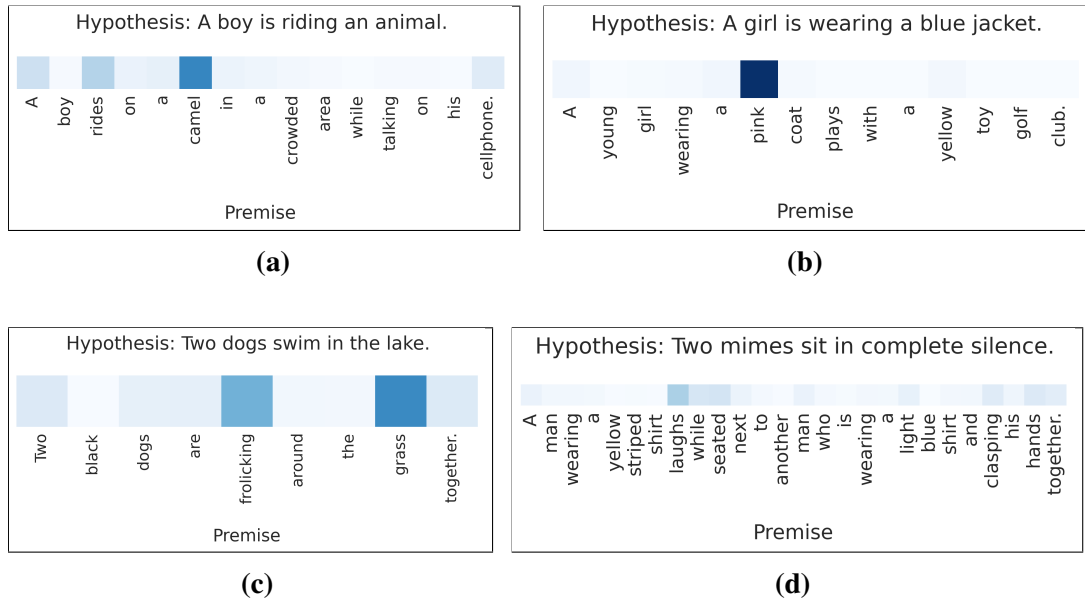 Hypothesis: A boy is riding an animal.
A boy rides on a camel in a crowded area while talking on his cellphone.
Premise
(a)
Hypothesis: A girl is wearing a blue jacket.
A young girl wearing a pink coat plays with a yellow toy golf club.
Premise
(b)
Hypothesis: Two dogs swim in the lake.
Two black dogs are frolicking around the grass together.
Premise
(c)
Hypothesis: Two mimes sit in complete silence.
A man wearing a yellow striped shirt laughs while seated next to another man who is wearing a light blue shirt and clasping his hands together.
Premise
(d)